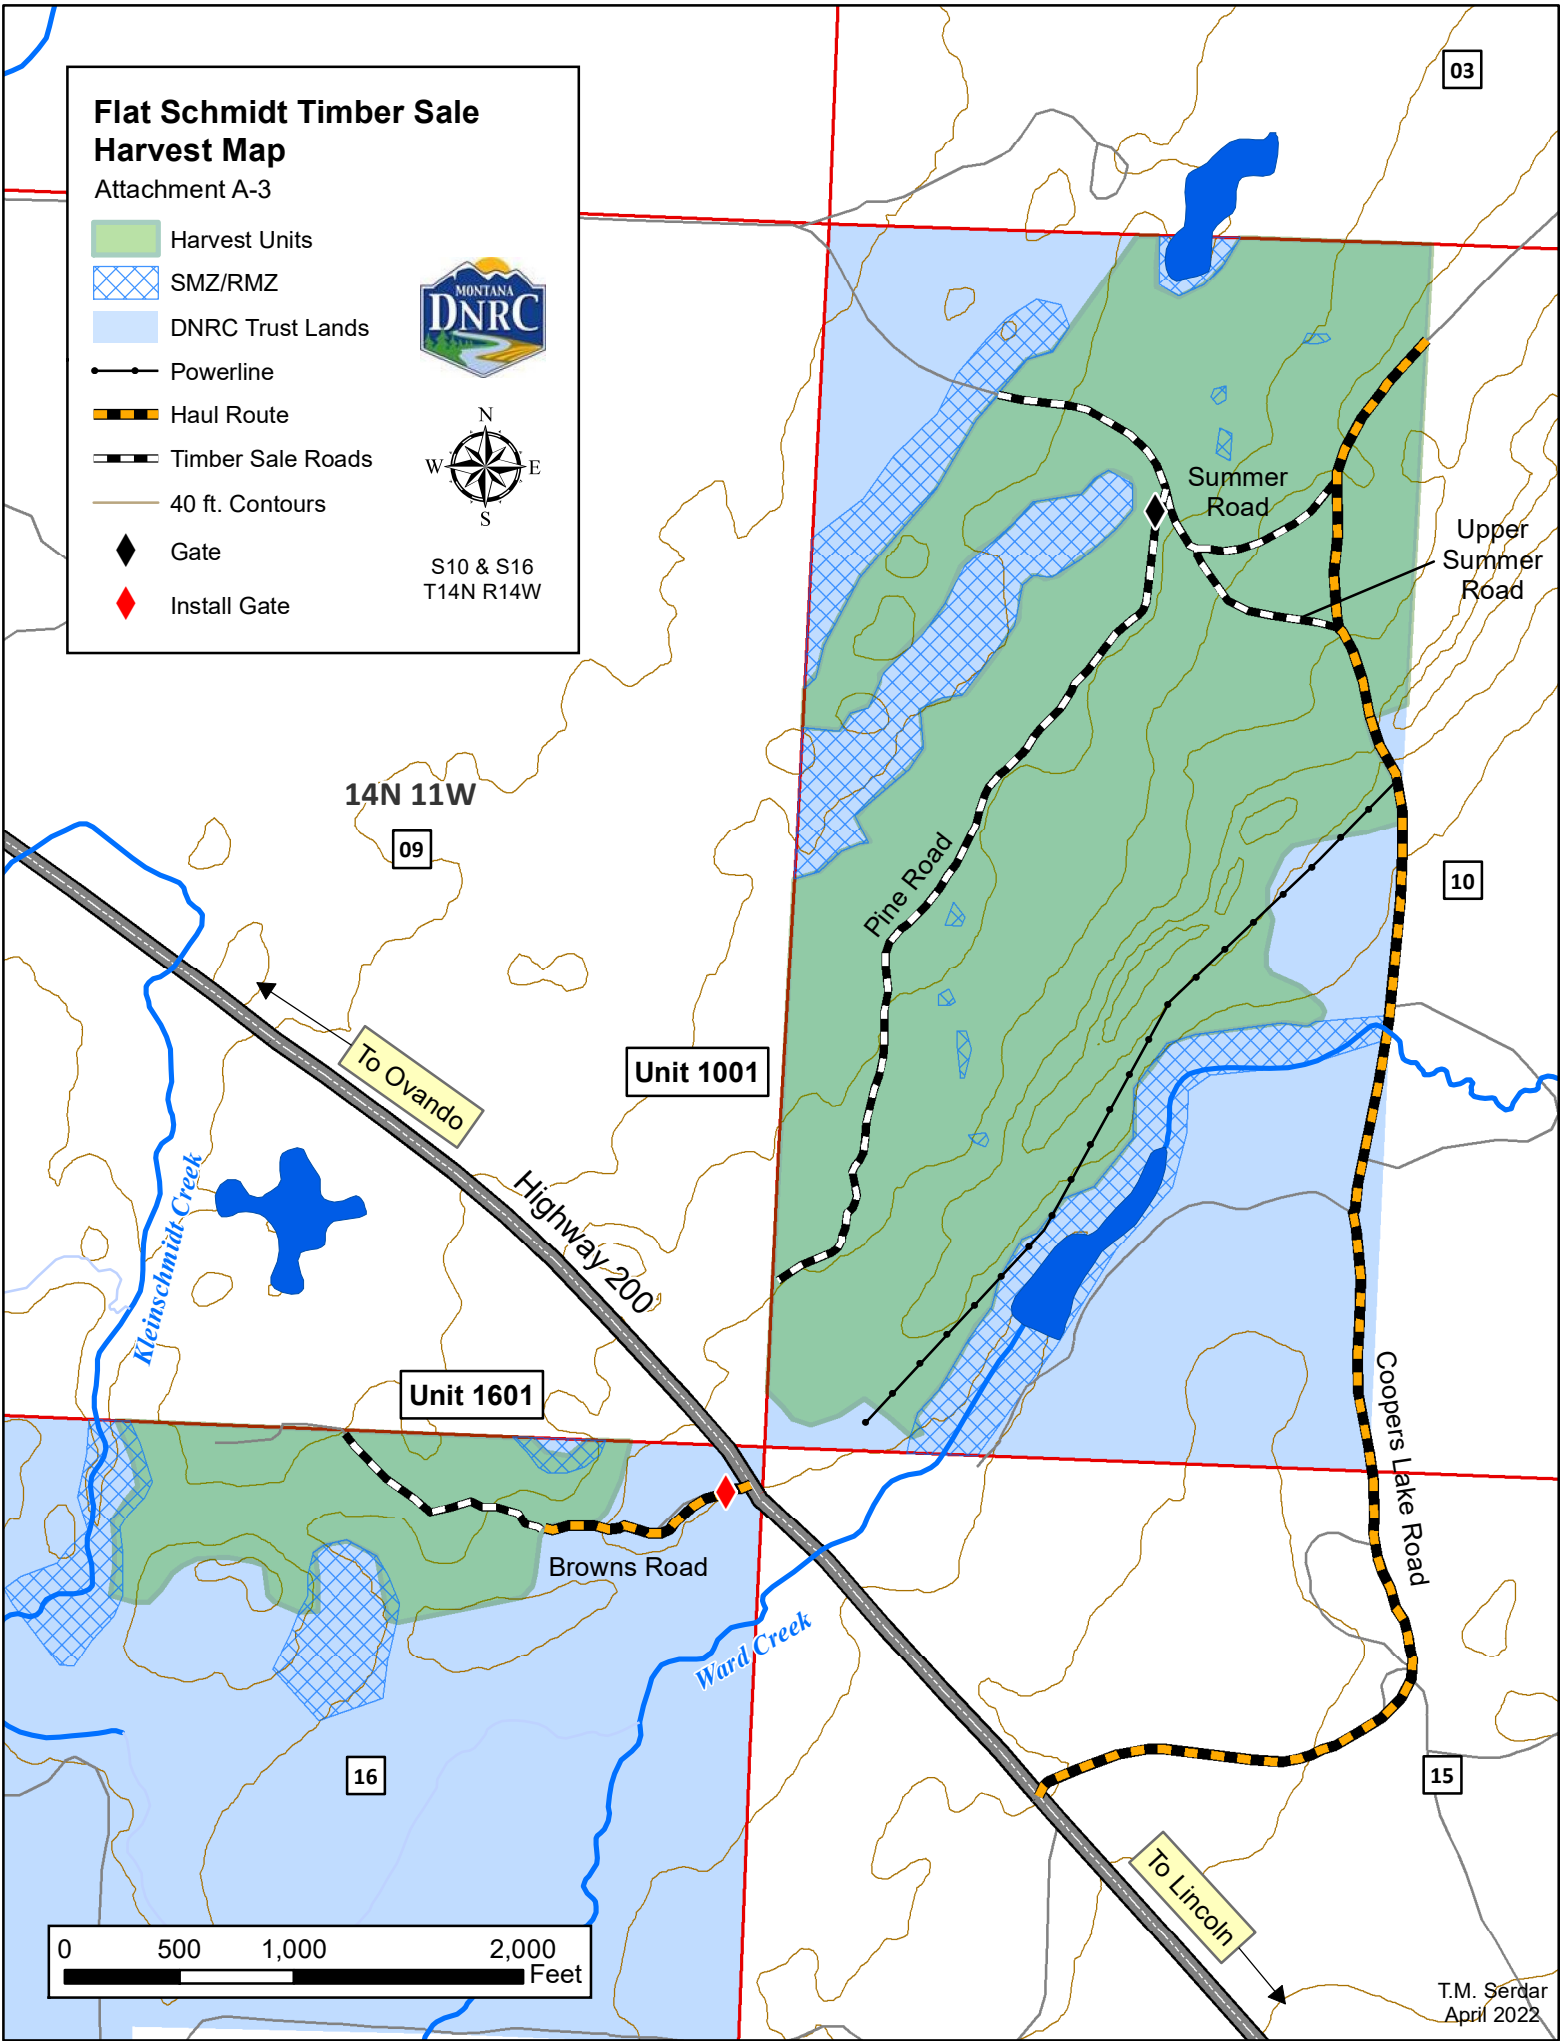 Flat Schmidt Timber Sale
Harvest Map
Attachment A-3
Harvest Units
SMZ/RMZ
DNRC Trust Lands
Powerline
Haul Route
Timber Sale Roads
40 ft. Contours
Gate
Install Gate
MONTANA
DNRC
N
W E
S
S10 & S16
T14N R14W
03
Summer
Road
Upper
Summer
Road
14N 11W
09
10
Pine Road
To Ovando
Unit 1001
Highway 200
Kleinschmidt Creek
Unit 1601
Coopers Lake Road
Browns Road
Ward Creek
16
15
To Lincoln
0 500 1,000 2,000
Feet
T.M. Serdar
April 2022